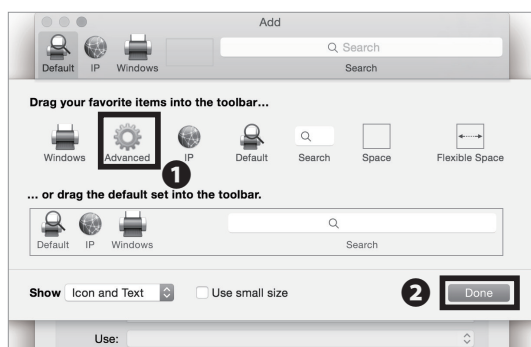 Add
Search
Default IP Windows Search
Drag your favorite items into the toolbar...
Windows Advanced IP Default Search Space Flexible Space
1
... or drag the default set into the toolbar.
Default IP Windows Search
Show Icon and Text Use small size 2 Done
Use: